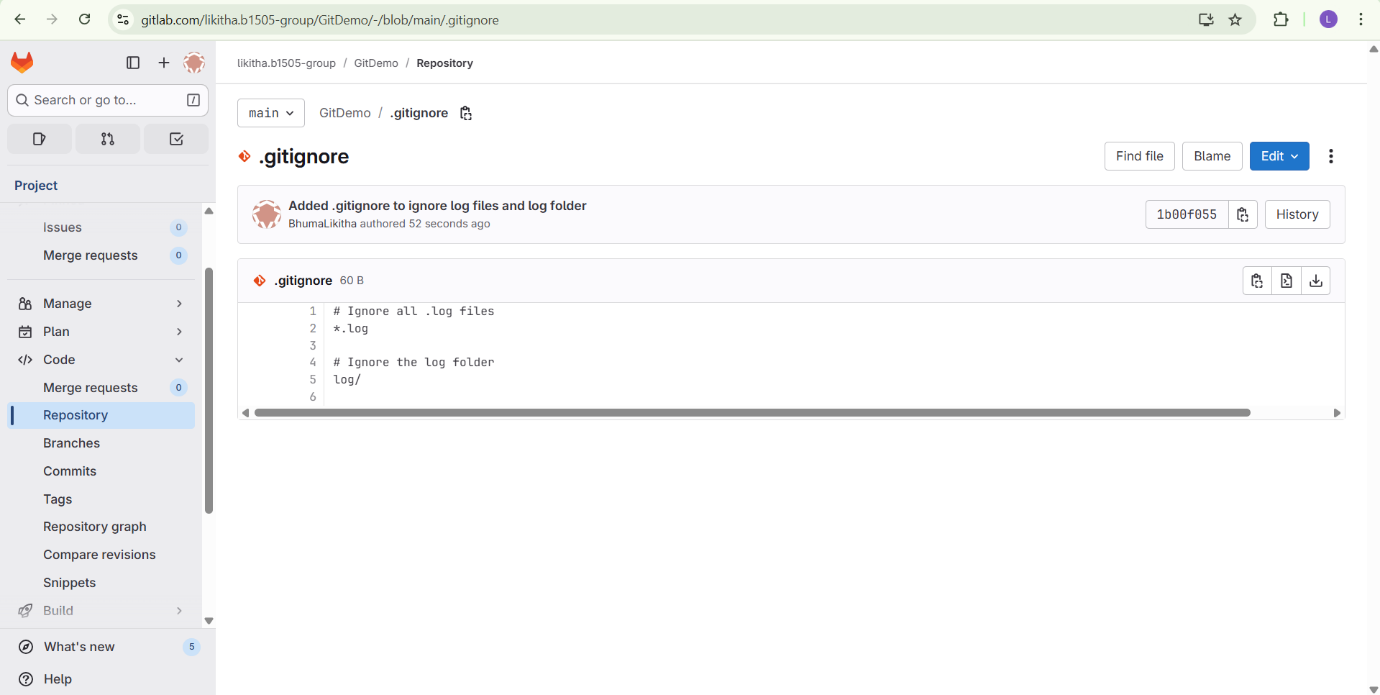 gitlab.com/likitha.b1505-group/GitDemo/-/blob/main/.gitignore
L
Search or go to...
/
Project
Issues 0
Merge requests 0
Manage
Plan
Code
Merge requests 0
Repository
Branches
Commits
Tags
Repository graph
Compare revisions
Snippets
Build
What's new 5
Help
likitha.b1505-group / GitDemo / Repository
main
GitDemo / .gitignore
.gitignore
Find file
Blame
Edit
Added .gitignore to ignore log files and log folder
BhumaLikitha authored 52 seconds ago
1b00f055
History
.gitignore 60 B
1 # Ignore all .log files
2 *.log
3
4 # Ignore the log folder
5 log/
6